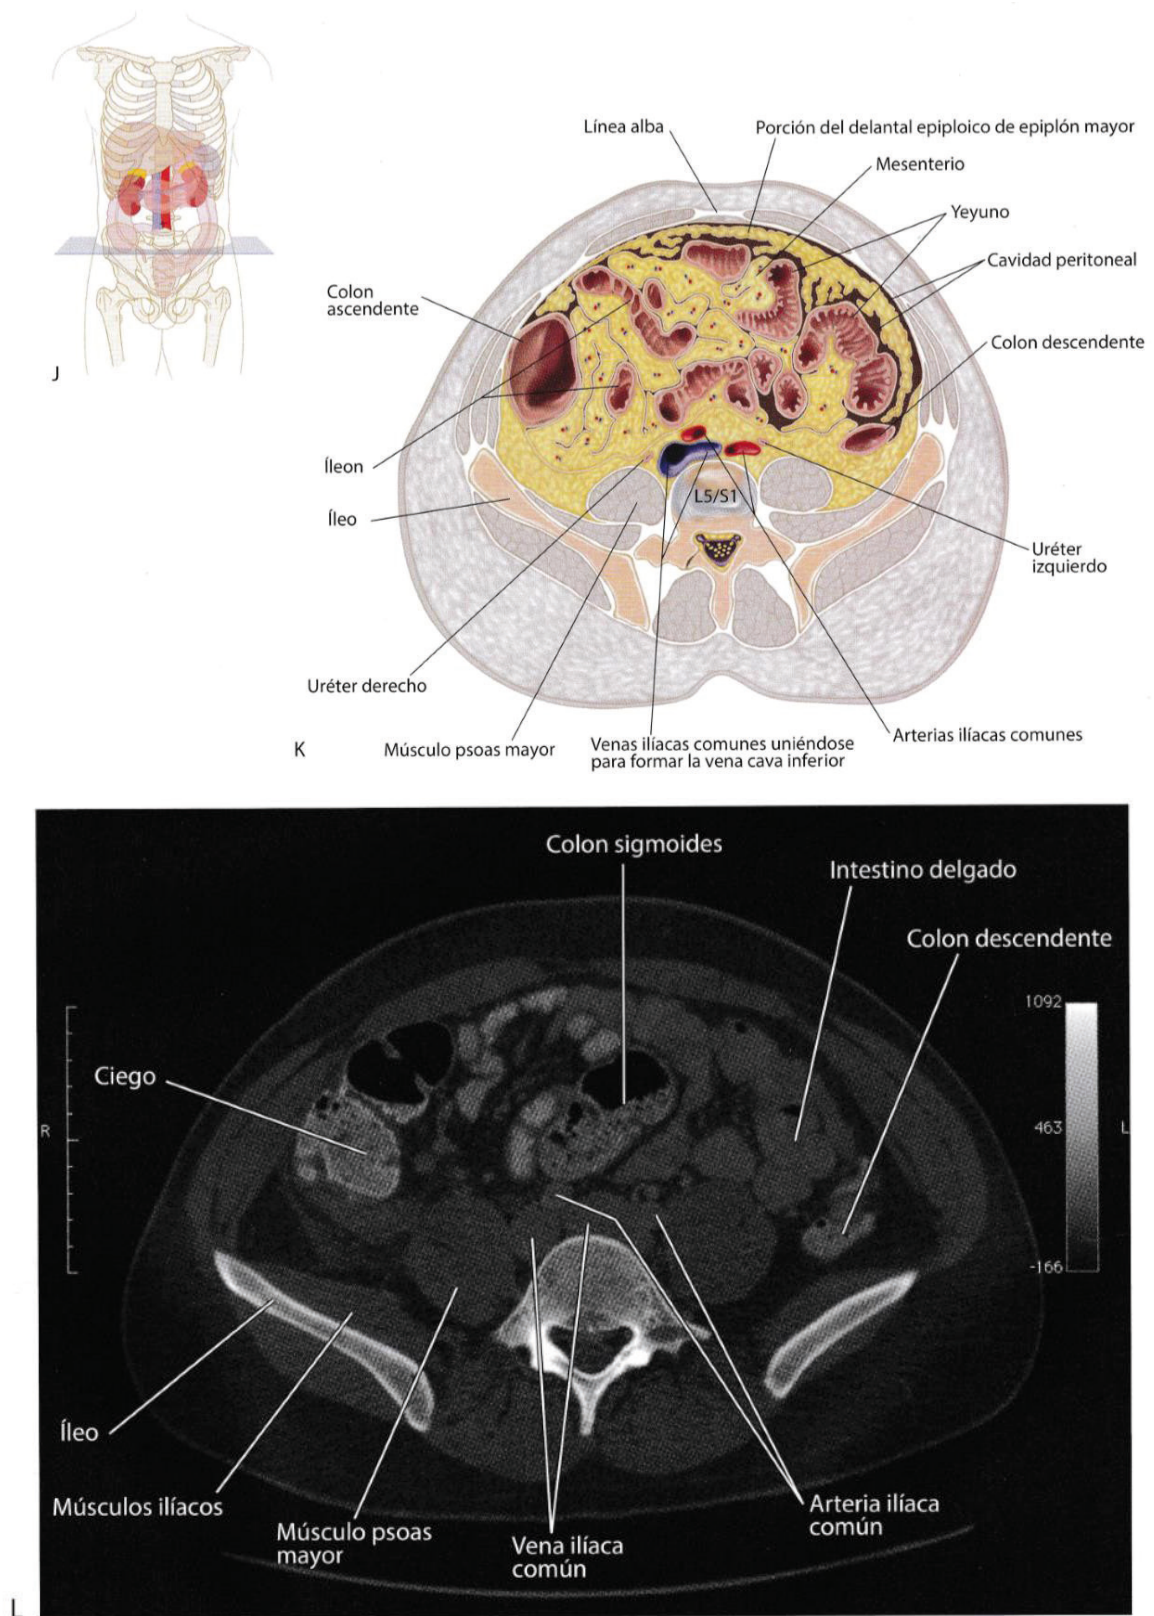 Línea alba
Porción del delantal epiploico de epiplón mayor
Mesenterio
Yeyuno
Cavidad peritoneal
Colon
ascendente
Colon descendente
J
Íleon
L5/S1
Íleo
Uréter
izquierdo
Uréter derecho
Arterias ilíacas comunes
K
Músculo psoas mayor
Venas ilíacas comunes uniéndose
para formar la vena cava inferior
Colon sigmoides
Intestino delgado
Colon descendente
1092
Ciego
R
463
L
-166
Íleo
Músculos ilíacos
Músculo psoas
mayor
Vena ilíaca
común
Arteria ilíaca
común
L